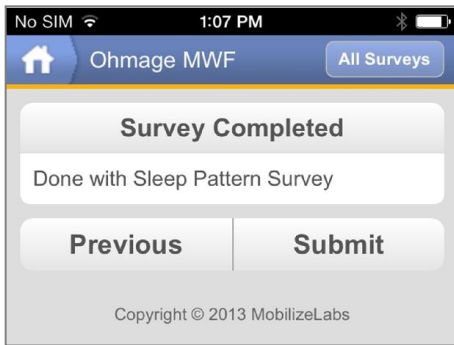 No SIM 1:07 PM
Ohmage MWF All Surveys
Survey Completed
Done with Sleep Pattern Survey
Previous Submit
Copyright © 2013 MobilizeLabs